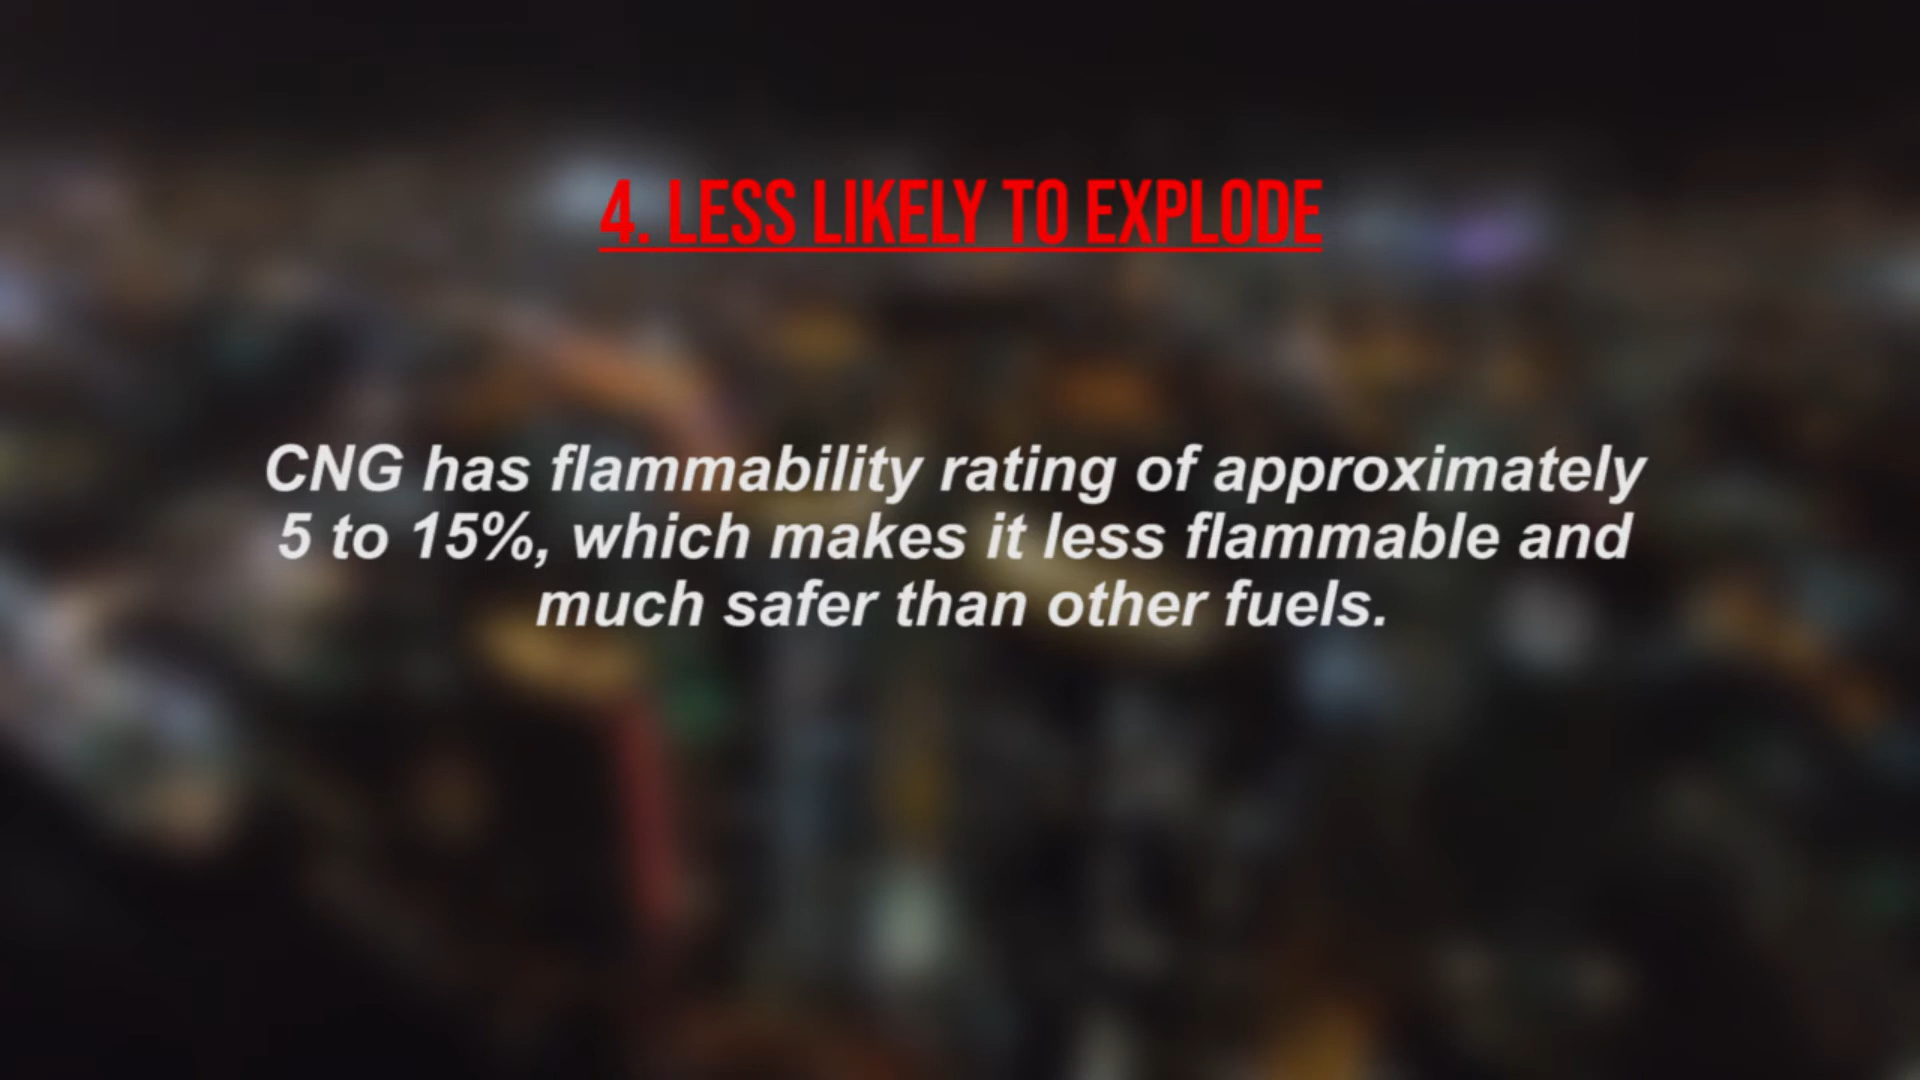 4. LESS LIKELY TO EXPLODE
CNG has flammability rating of approximately
5 to 15%, which makes it less flammable and
much safer than other fuels.